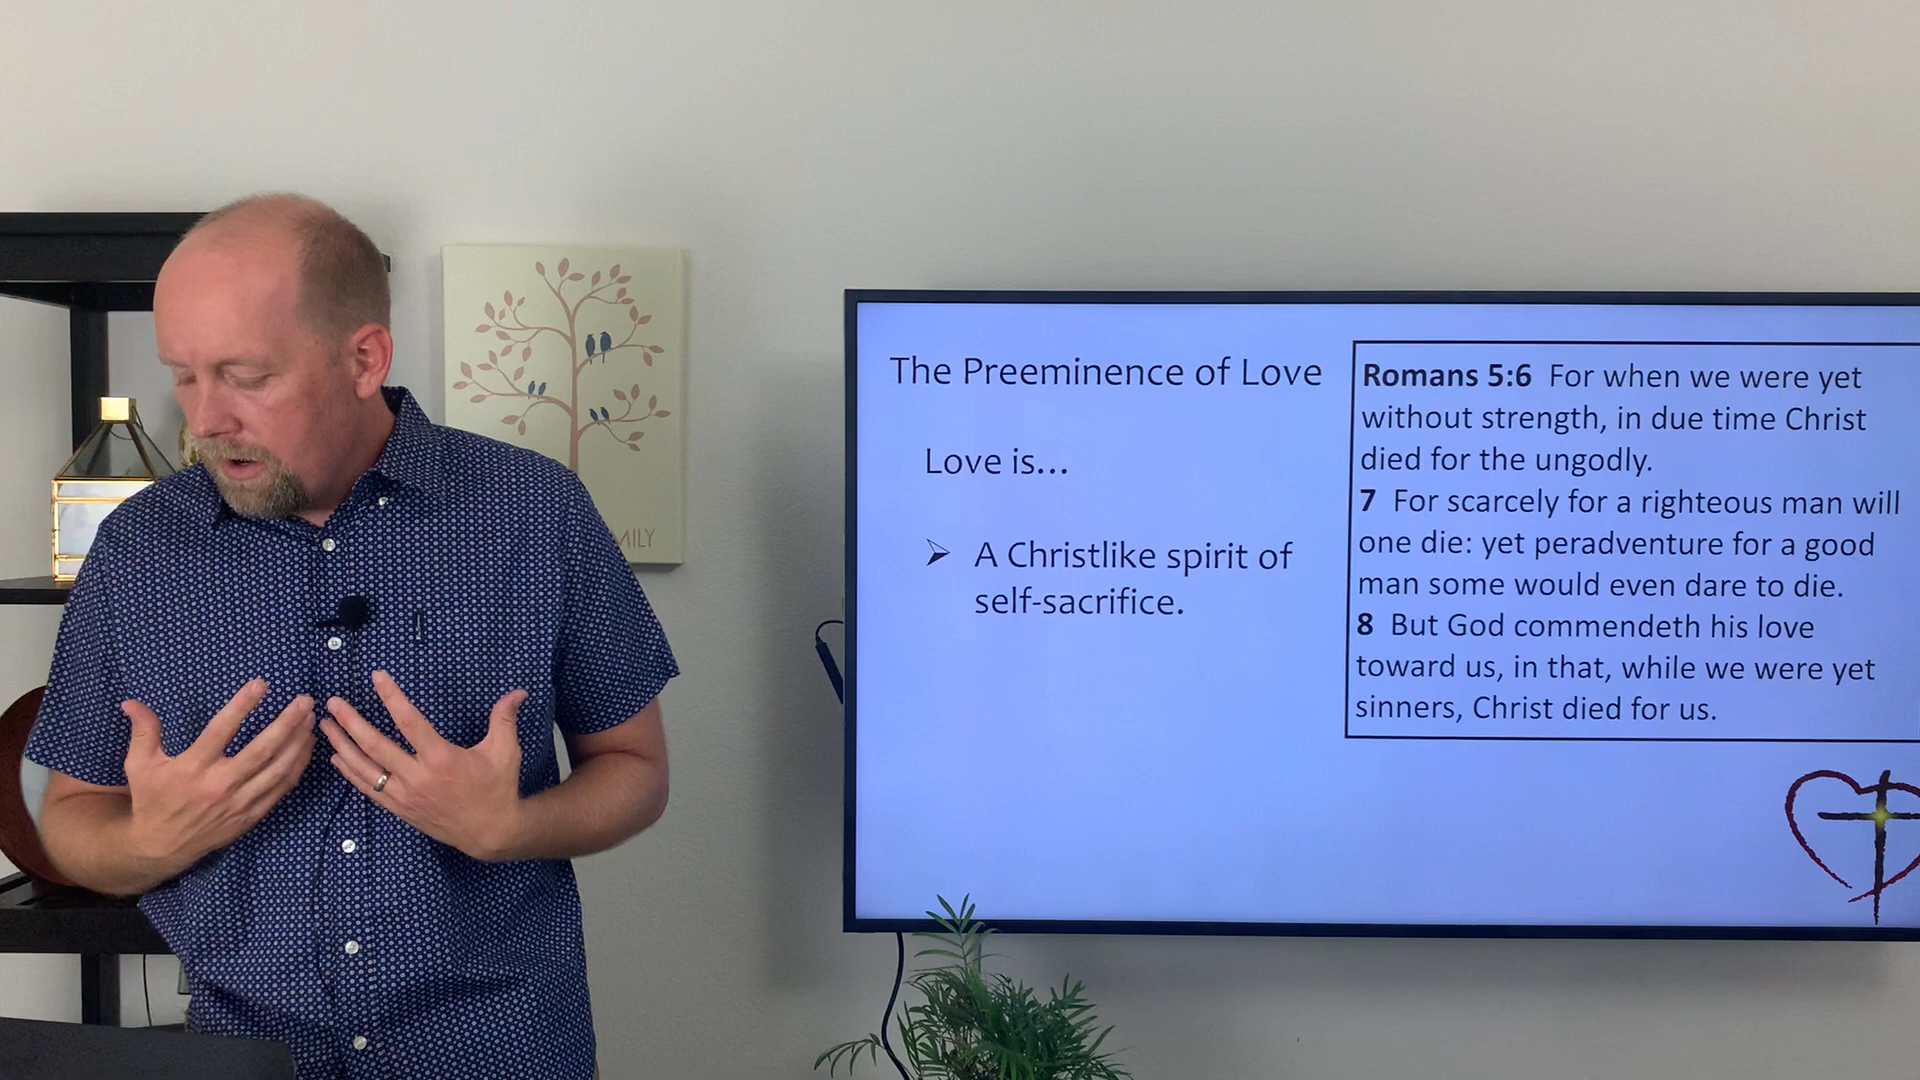 The Preeminence of Love
Love is...
A Christlike spirit of
self-sacrifice.
Romans 5:6 For when we were yet
without strength, in due time Christ
died for the ungodly.
7 For scarcely for a righteous man will
one die: yet peradventure for a good
man some would even dare to die.
8 But God commendeth his love
toward us, in that, while we were yet
sinners, Christ died for us.